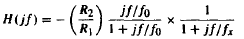 H(jf) = − (R₂/R₁) (jf/f₀)/(1 + jf/f₀) × 1/(1 + jf/fₓ)